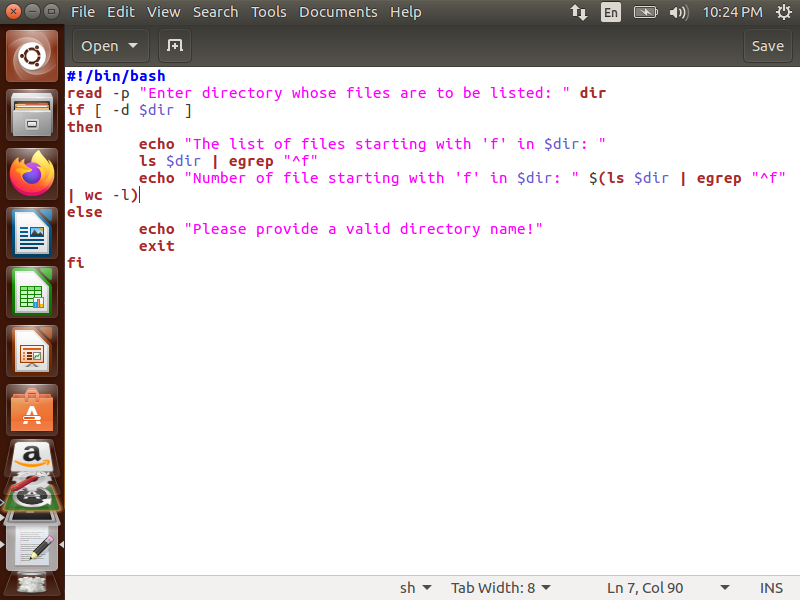 File Edit View Search Tools Documents Help En 10:24 PM
Open Save
#!/bin/bash
read -p "Enter directory whose files are to be listed: " dir
if [ -d $dir ]
then
echo "The list of files starting with 'f' in $dir: "
ls $dir | egrep "^f"
echo "Number of file starting with 'f' in $dir: " $(ls $dir | egrep "^f"
| wc -l)
else
echo "Please provide a valid directory name!"
exit
fi
A
a
sh Tab Width: 8 Ln 7, Col 90 INS